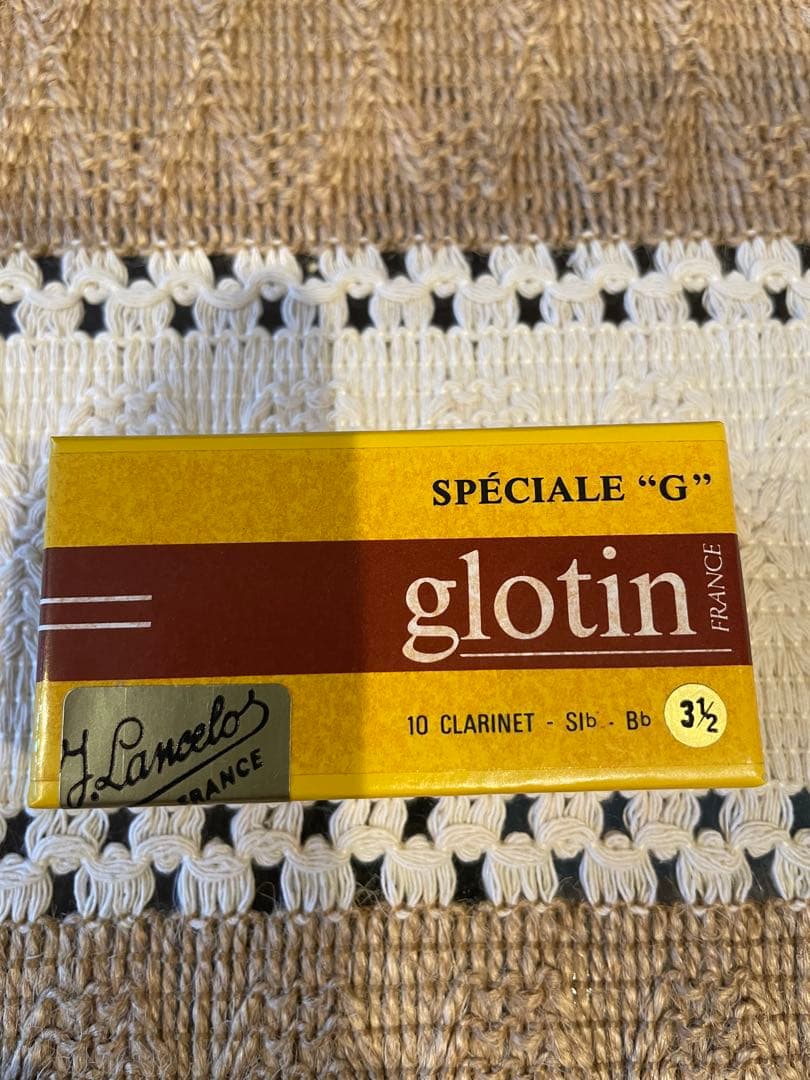 SPÉCIALE “G”
glotin
FRANCE
10 CLARINET - SIb - Bb
3½
J. Lancelot
FRANCE